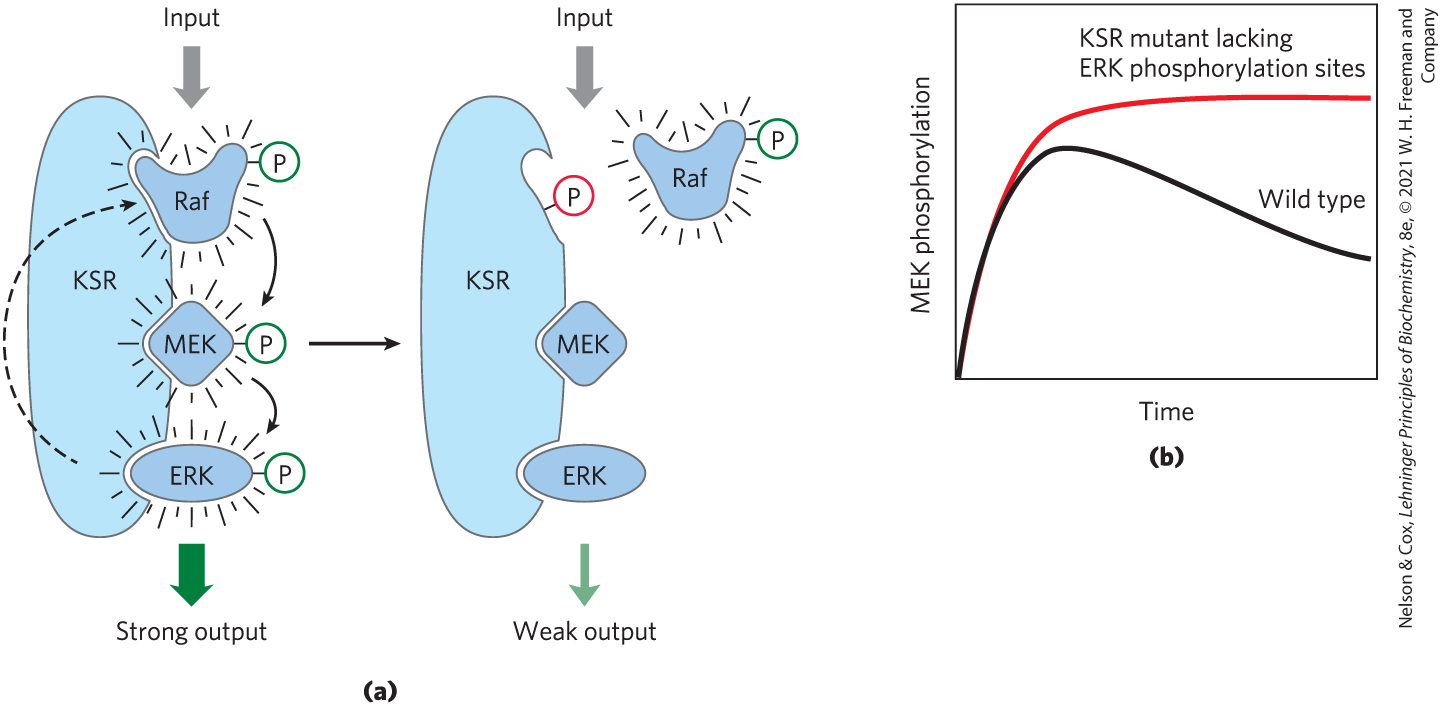 Input
Raf
P
KSR
MEK
P
ERK
P
Strong output
Input
Raf
P
P
KSR
MEK
ERK
Weak output
(a)
MEK phosphorylation
KSR mutant lacking
ERK phosphorylation sites
Wild type
Time
(b)
Nelson & Cox, Lehninger Principles of Biochemistry, 8e, © 2021 W. H. Freeman and
Company